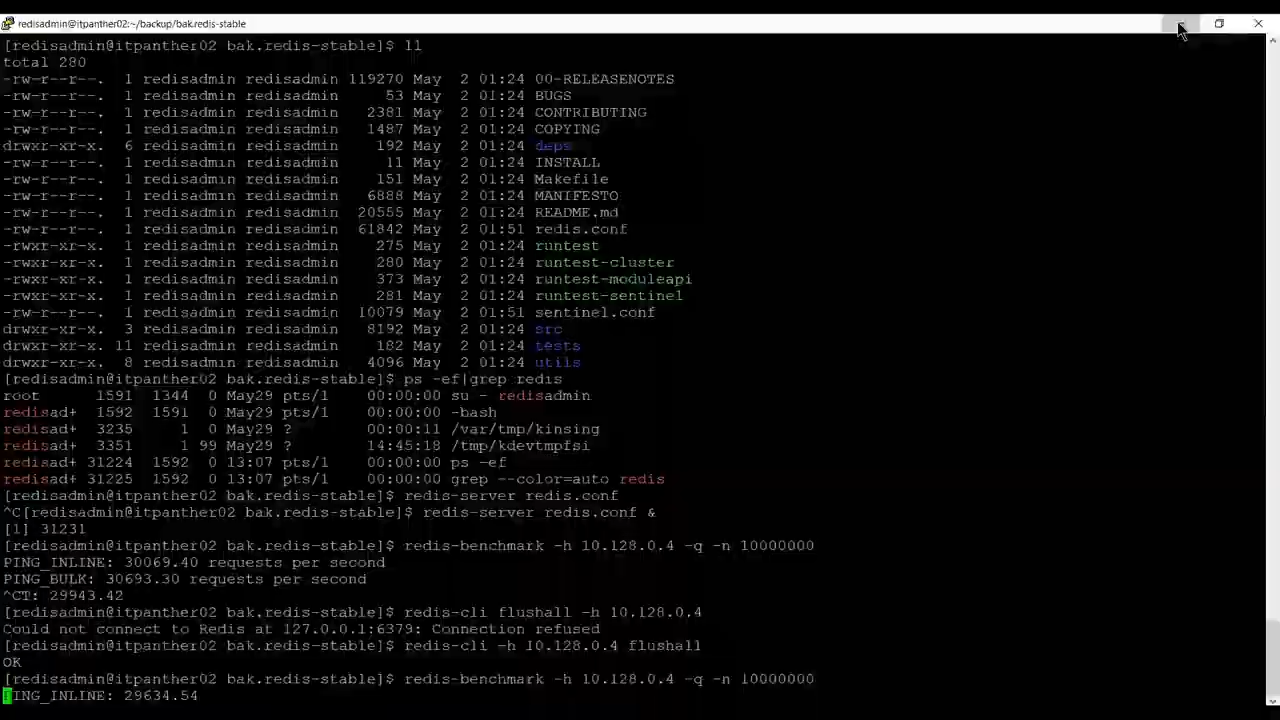 redisadmin@itpanther02:~/backup/bak.redis-stable
[redisadmin@itpanther02 bak.redis-stable]$ ll
total 280
-rw-r--r--. 1 redisadmin redisadmin 119270 May 2 01:24 00-RELEASENOTES
-rw-r--r--. 1 redisadmin redisadmin 53 May 2 01:24 BUGS
-rw-r--r--. 1 redisadmin redisadmin 2381 May 2 01:24 CONTRIBUTING
-rw-r--r--. 1 redisadmin redisadmin 1487 May 2 01:24 COPYING
drwxr-xr-x. 6 redisadmin redisadmin 192 May 2 01:24 deps
-rw-r--r--. 1 redisadmin redisadmin 11 May 2 01:24 INSTALL
-rw-r--r--. 1 redisadmin redisadmin 151 May 2 01:24 Makefile
-rw-r--r--. 1 redisadmin redisadmin 6888 May 2 01:24 MANIFESTO
-rw-r--r--. 1 redisadmin redisadmin 20555 May 2 01:24 README.md
-rw-r--r--. 1 redisadmin redisadmin 61842 May 2 01:51 redis.conf
-rwxr-xr-x. 1 redisadmin redisadmin 275 May 2 01:24 runtest
-rwxr-xr-x. 1 redisadmin redisadmin 280 May 2 01:24 runtest-cluster
-rwxr-xr-x. 1 redisadmin redisadmin 373 May 2 01:24 runtest-moduleapi
-rwxr-xr-x. 1 redisadmin redisadmin 281 May 2 01:24 runtest-sentinel
-rw-r--r--. 1 redisadmin redisadmin 10079 May 2 01:51 sentinel.conf
drwxr-xr-x. 3 redisadmin redisadmin 8192 May 2 01:24 src
drwxr-xr-x. 11 redisadmin redisadmin 182 May 2 01:24 tests
drwxr-xr-x. 8 redisadmin redisadmin 4096 May 2 01:24 utils
[redisadmin@itpanther02 bak.redis-stable]$ ps -ef|grep redis
root 1591 1344 0 May29 pts/1 00:00:00 su - redisadmin
redisad+ 1592 1591 0 May29 pts/1 00:00:00 -bash
redisad+ 3235 1 0 May29 ? 00:00:11 /var/tmp/kinsing
redisad+ 3351 1 99 May29 ? 14:45:18 /tmp/kdevtmpfsi
redisad+ 31224 1592 0 13:07 pts/1 00:00:00 ps -ef
redisad+ 31225 1592 0 13:07 pts/1 00:00:00 grep --color=auto redis
[redisadmin@itpanther02 bak.redis-stable]$ redis-server redis.conf
^C[redisadmin@itpanther02 bak.redis-stable]$ redis-server redis.conf &
[1] 31231
[redisadmin@itpanther02 bak.redis-stable]$ redis-benchmark -h 10.128.0.4 -q -n 10000000
PING_INLINE: 30069.40 requests per second
PING_BULK: 30693.30 requests per second
^CT: 29943.42
[redisadmin@itpanther02 bak.redis-stable]$ redis-cli flushall -h 10.128.0.4
Could not connect to Redis at 127.0.0.1:6379: Connection refused
[redisadmin@itpanther02 bak.redis-stable]$ redis-cli -h 10.128.0.4 flushall
OK
[redisadmin@itpanther02 bak.redis-stable]$ redis-benchmark -h 10.128.0.4 -q -n 10000000
PING_INLINE: 29634.54